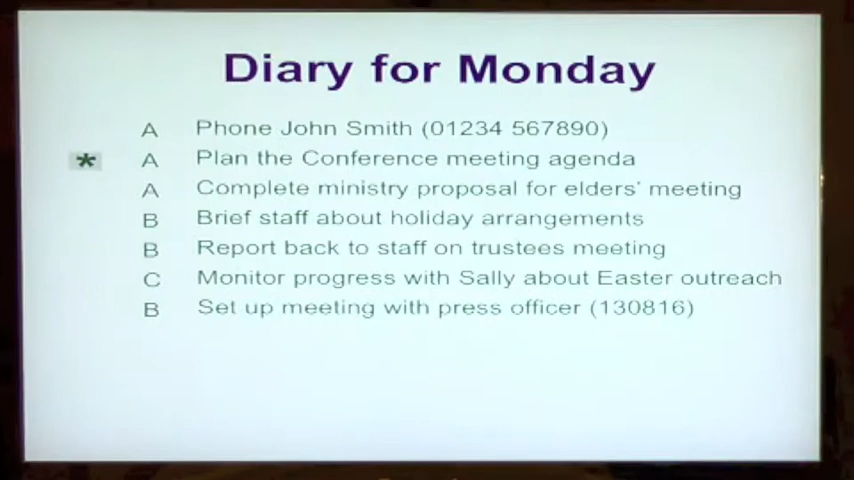 Diary for Monday
A Phone John Smith (01234 567890)
* A Plan the Conference meeting agenda
A Complete ministry proposal for elders' meeting
B Brief staff about holiday arrangements
B Report back to staff on trustees meeting
C Monitor progress with Sally about Easter outreach
B Set up meeting with press officer (130816)